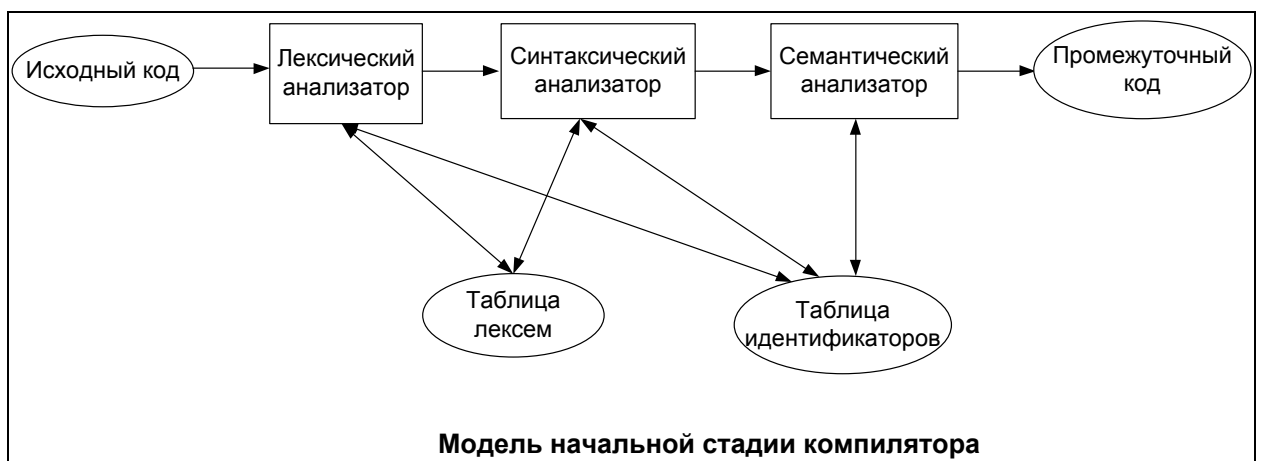 Исходный код
Лексический
анализатор
Синтаксический
анализатор
Семантический
анализатор
Промежуточный
код
Таблица
лексем
Таблица
идентификаторов
Модель начальной стадии компилятора